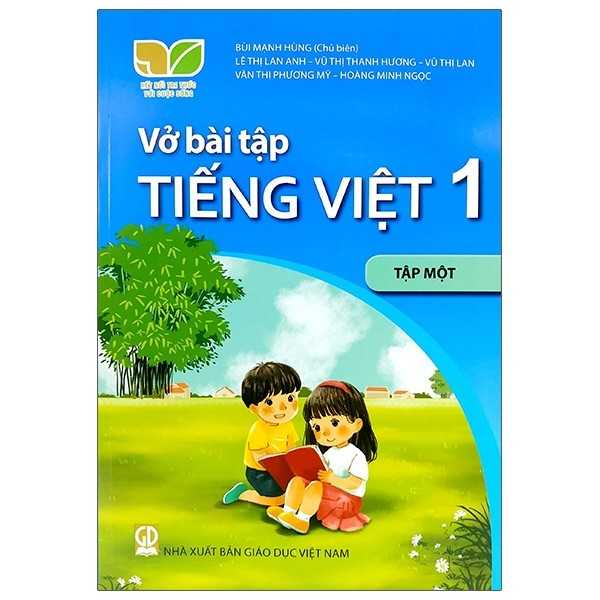 KẾT NỐI TRI THỨC
VỚI CUỘC SỐNG
BÙI MẠNH HÙNG (Chủ biên)
LÊ THỊ LAN ANH – VŨ THỊ THANH HƯƠNG – VŨ THỊ LAN
VĂN THỊ PHƯƠNG MỸ – HOÀNG MINH NGỌC
Vở bài tập
TIẾNG VIỆT 1
TẬP MỘT
GD
NHÀ XUẤT BẢN GIÁO DỤC VIỆT NAM